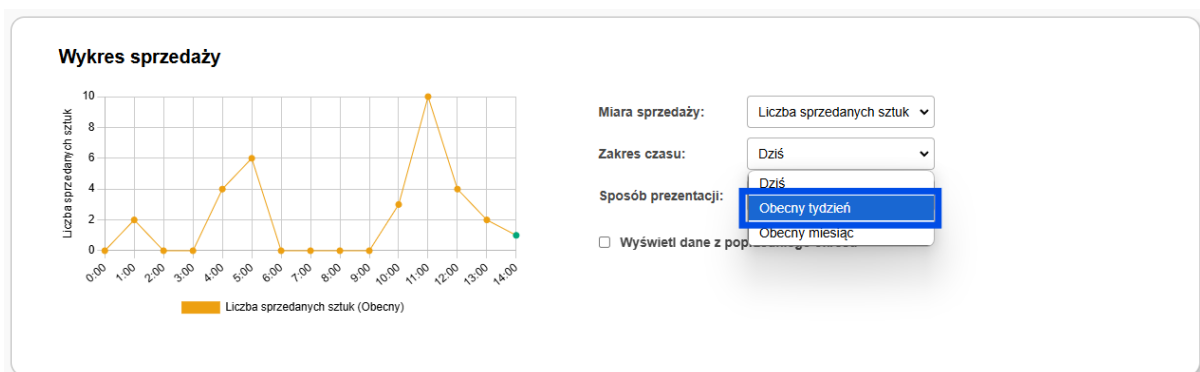 Wykres sprzedaży
Liczba sprzedanych sztuk
10
8
6
4
2
0
0:00
1:00
2:00
3:00
4:00
5:00
6:00
7:00
8:00
9:00
10:00
11:00
12:00
13:00
14:00
Liczba sprzedanych sztuk (Obecny)
Miara sprzedaży: Liczba sprzedanych sztuk
Zakres czasu: Dziś
Sposób prezentacji:
Dziś
Obecny tydzień
Obecny miesiąc
Wyświetl dane z